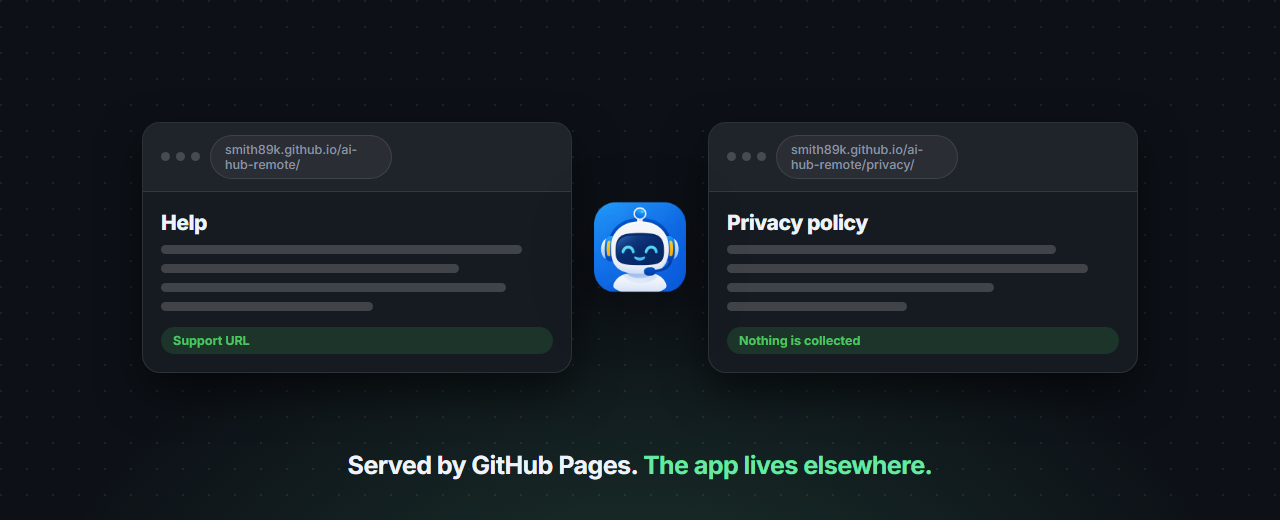 smith89k.github.io/ai-
hub-remote/
Help
Support URL
smith89k.github.io/ai-
hub-remote/privacy/
Privacy policy
Nothing is collected
Served by GitHub Pages. The app lives elsewhere.